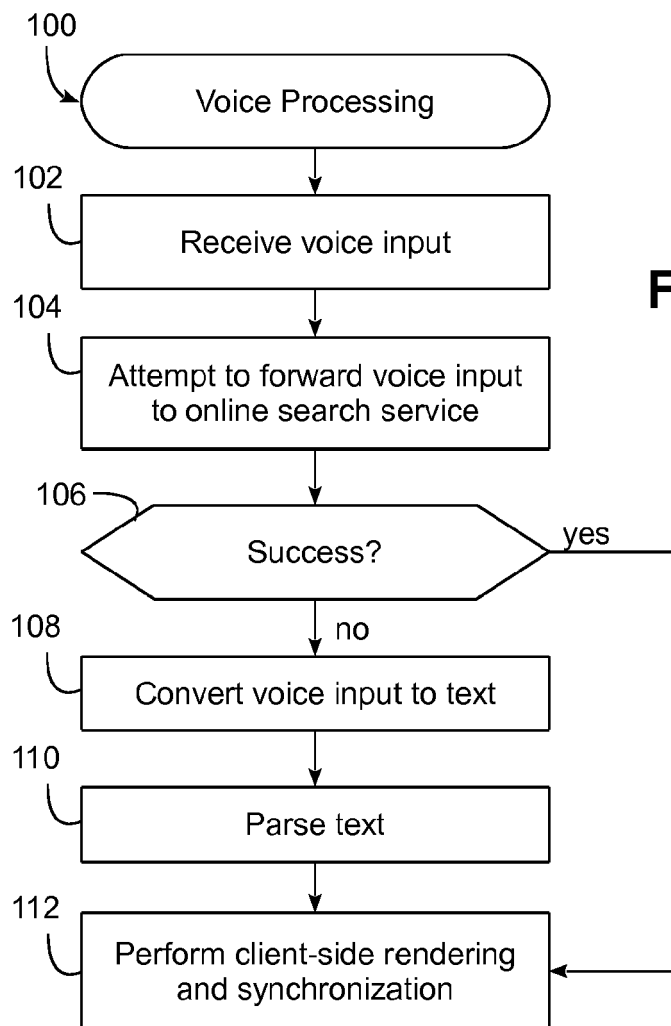 100
Voice Processing
102
Receive voice input
F
104
Attempt to forward voice input
to online search service
106
Success?
yes
no
108
Convert voice input to text
110
Parse text
112
Perform client-side rendering
and synchronization